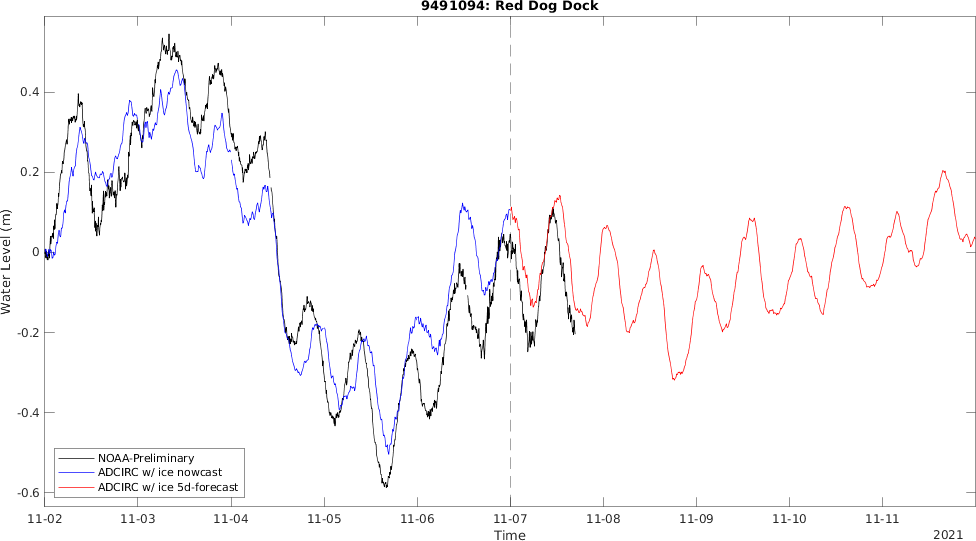 9491094: Red Dog Dock
Water Level (m)
0.4
0.2
0
-0.2
-0.4
-0.6
NOAA-Preliminary
ADCIRC w/ ice nowcast
ADCIRC w/ ice 5d-forecast
11-02 11-03 11-04 11-05 11-06 11-07 11-08 11-09 11-10 11-11
Time
2021